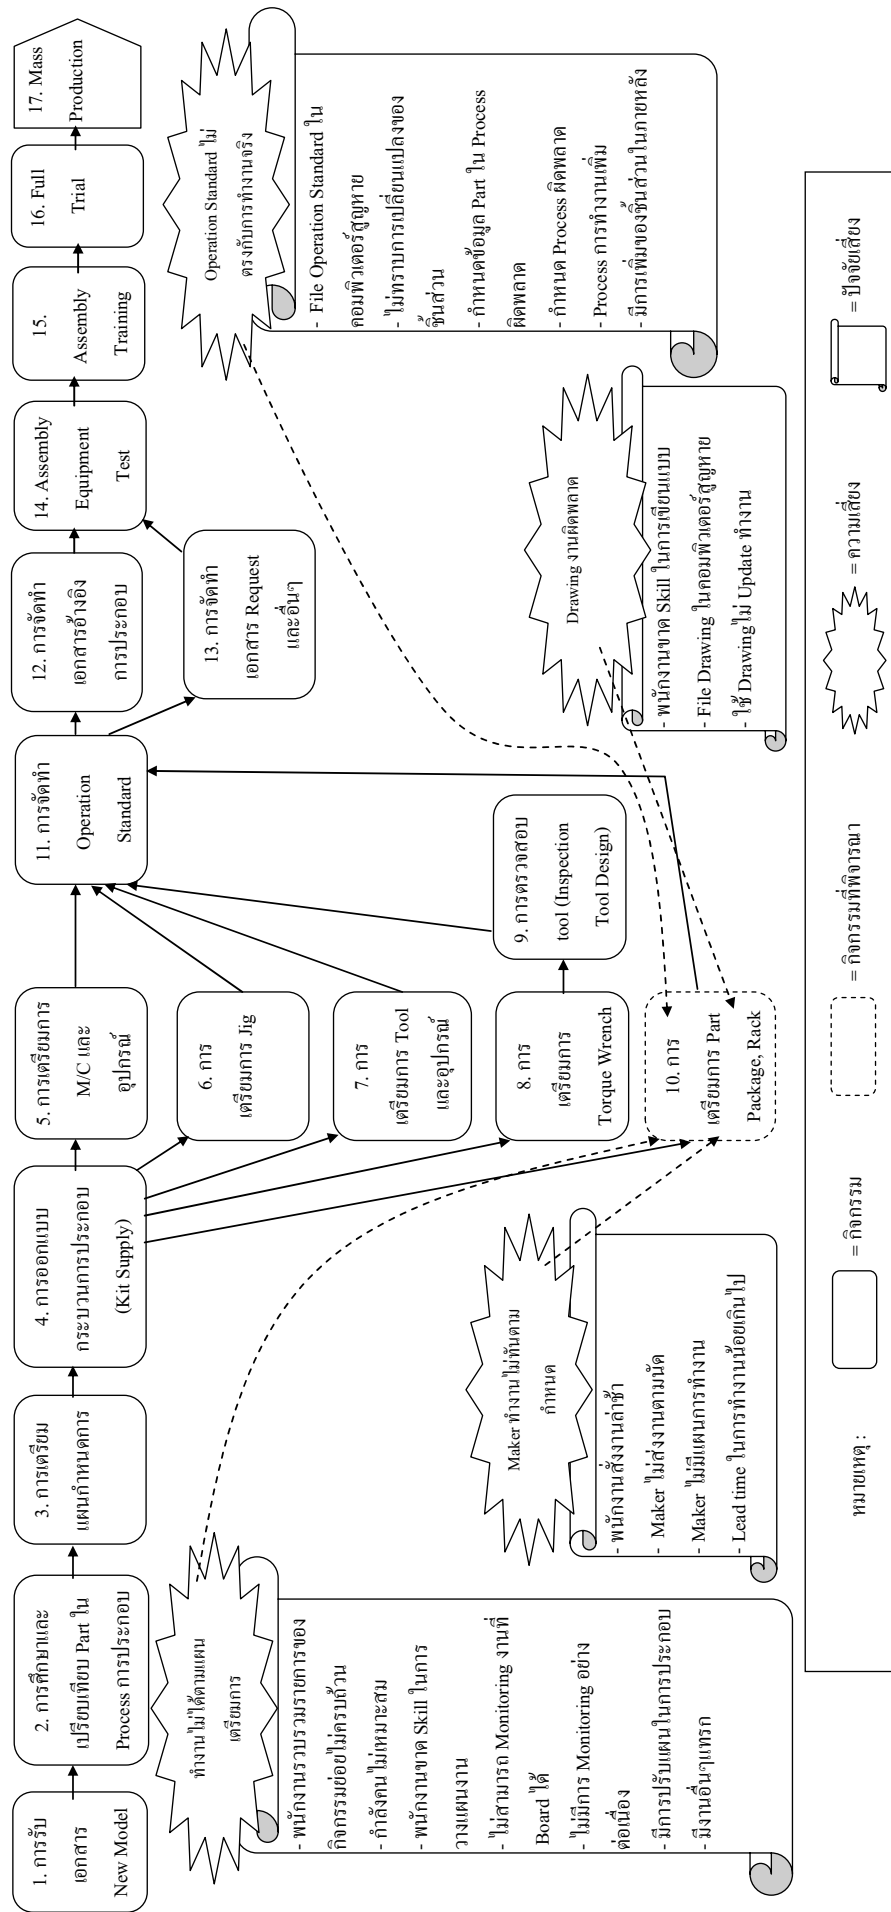 1. การรับ
เอกสาร
New Model
2. การศึกษาและ
เปรียบเทียบ Part ใน
Process การประกอบ
3. การเตรียม
แผนกำหนดการ
4. การออกแบบ
กระบวนการประกอบ
(Kit Supply)
5. การเตรียมการ
M/C และ
อุปกรณ์
6. การ
เตรียมการ Jig
7. การ
เตรียมการ Tool
และอุปกรณ์
8. การ
เตรียมการ
Torque Wrench
9. การตรวจสอบ
tool (Inspection
Tool Design)
10. การ
เตรียมการ Part
Package, Rack
11. การจัดทำ
Operation
Standard
12. การจัดทำ
เอกสารอ้างอิง
การประกอบ
13. การจัดทำ
เอกสาร Request
และอื่นๆ
14. Assembly
Equipment
Test
15.
Assembly
Training
16. Full
Trial
17. Mass
Production
ทำงานไม่ได้ตามแผน
เตรียมการ
- พนักงานรวบรวมรายการของ
กิจกรรมย่อยไม่ครบถ้วน
- กำลังคนไม่เหมาะสม
- พนักงานขาด Skill ในการ
วางแผนงาน
- ไม่สามารถ Monitoring งานที่
Board ได้
- ไม่มีการ Monitoring อย่าง
ต่อเนื่อง
- มีการปรับแผนในการประกอบ
- มีงานอื่นๆแทรก
Maker ทำงานไม่ทันตาม
กำหนด
- พนักงานสั่งงานล่าช้า
- Maker ไม่ส่งงานตามนัด
- Maker ไม่มีแผนการทำงาน
- Lead time ในการทำงานน้อยเกินไป
Drawing งานผิดพลาด
- พนักงานขาด Skill ในการเขียนแบบ
- File Drawing ในคอมพิวเตอร์สูญหาย
- ใช้ Drawing ไม่ Update ทำงาน
Operation Standard ไม่
ตรงกับการทำงานจริง
- File Operation Standard ใน
คอมพิวเตอร์สูญหาย
- ไม่ทราบการเปลี่ยนแปลงของ
ชิ้นส่วน
- กำหนดข้อมูล Part ใน Process
ผิดพลาด
- กำหนด Process ผิดพลาด
- Process การทำงานเพิ่ม
- มีการเพิ่มของชิ้นส่วนในภายหลัง
หมายเหตุ :
= กิจกรรม
= กิจกรรมที่พิจารณา
= ความเสี่ยง
= ปัจจัยเสี่ยง